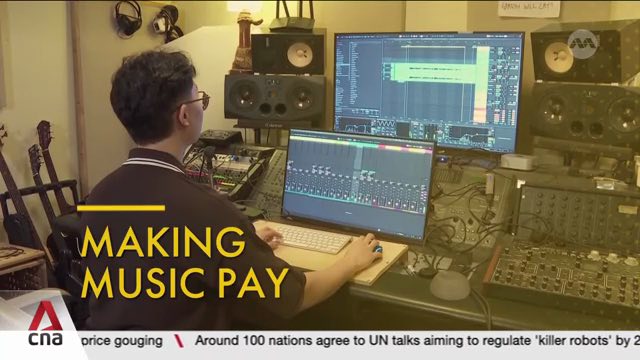 MAKING
MUSIC PAY
cna
price gouging \ Around 100 nations agree to UN talks aiming to regulate 'killer robots' by 2